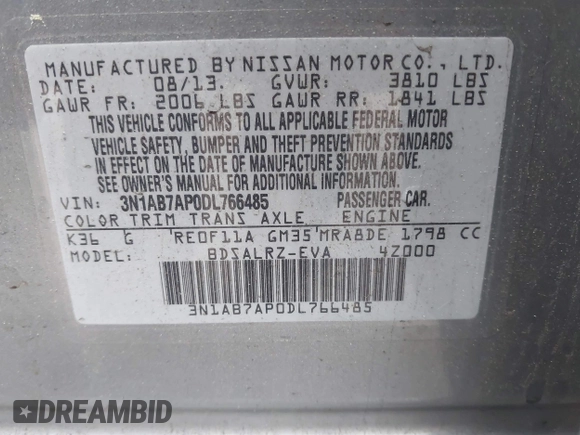 MANUFACTURED BY NISSAN MOTOR CO., LTD.
DATE: 08/13. GVWR: 3810 LBS
GAWR FR: 2006 LBS GAWR RR: 1841 LBS
THIS VEHICLE CONFORMS TO ALL APPLICABLE FEDERAL MOTOR
VEHICLE SAFETY, BUMPER AND THEFT PREVENTION STANDARDS
IN EFFECT ON THE DATE OF MANUFACTURE SHOWN ABOVE.
SEE OWNER'S MANUAL FOR ADDITIONAL INFORMATION.
VIN: 3N1AB7AP0DL766485 PASSENGER CAR.
COLOR TRIM TRANS AXLE ENGINE
K36 G RE0F11A GM35 MRA8DE 1798 CC
MODEL: BDSALRZ-EVA 4Z000
3N1AB7AP0DL766485
DREAMBID